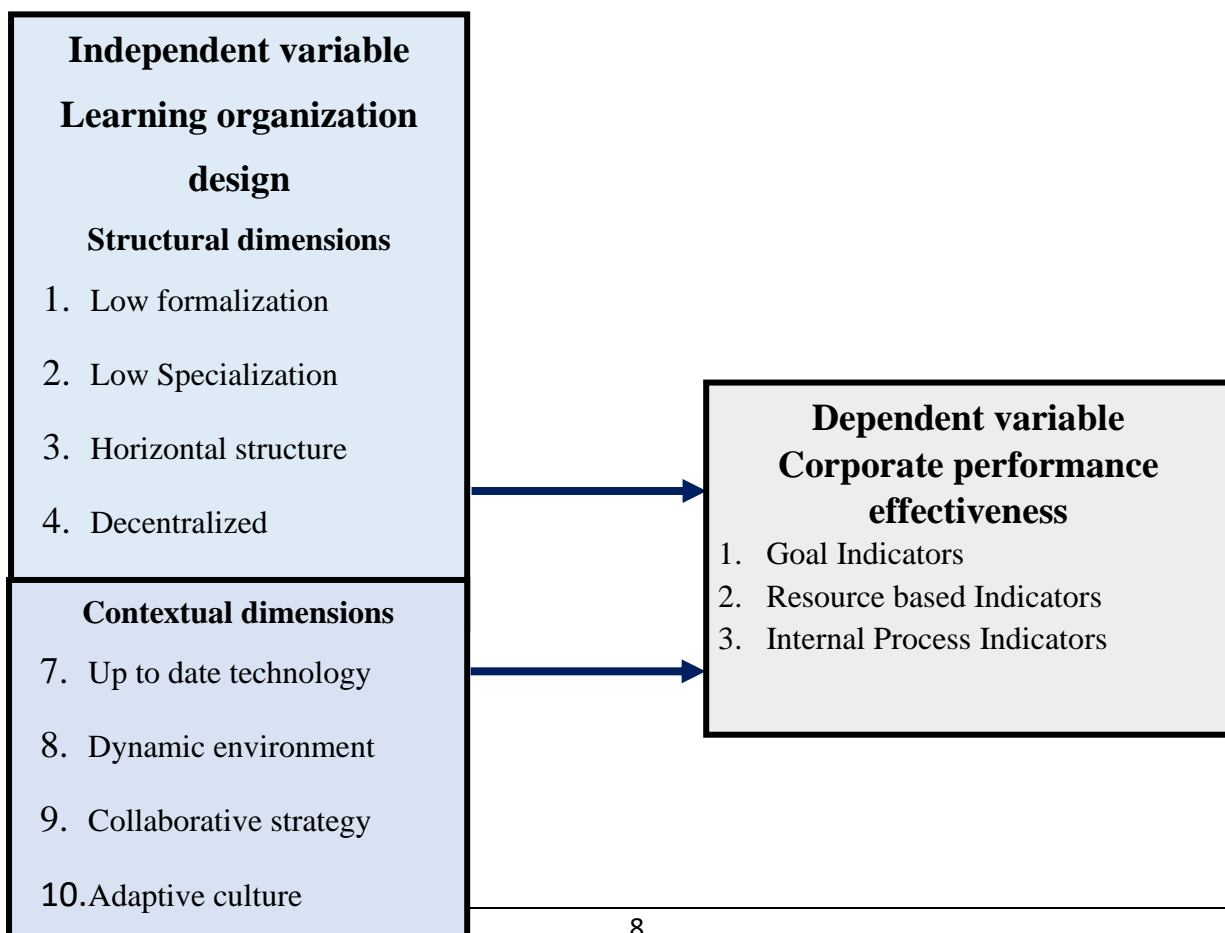 Independent variable
Learning organization
design
Structural dimensions
1. Low formalization
2. Low Specialization
3. Horizontal structure
4. Decentralized
Contextual dimensions
7. Up to date technology
8. Dynamic environment
9. Collaborative strategy
10.Adaptive culture
Dependent variable
Corporate performance
effectiveness
1. Goal Indicators
2. Resource based Indicators
3. Internal Process Indicators
8